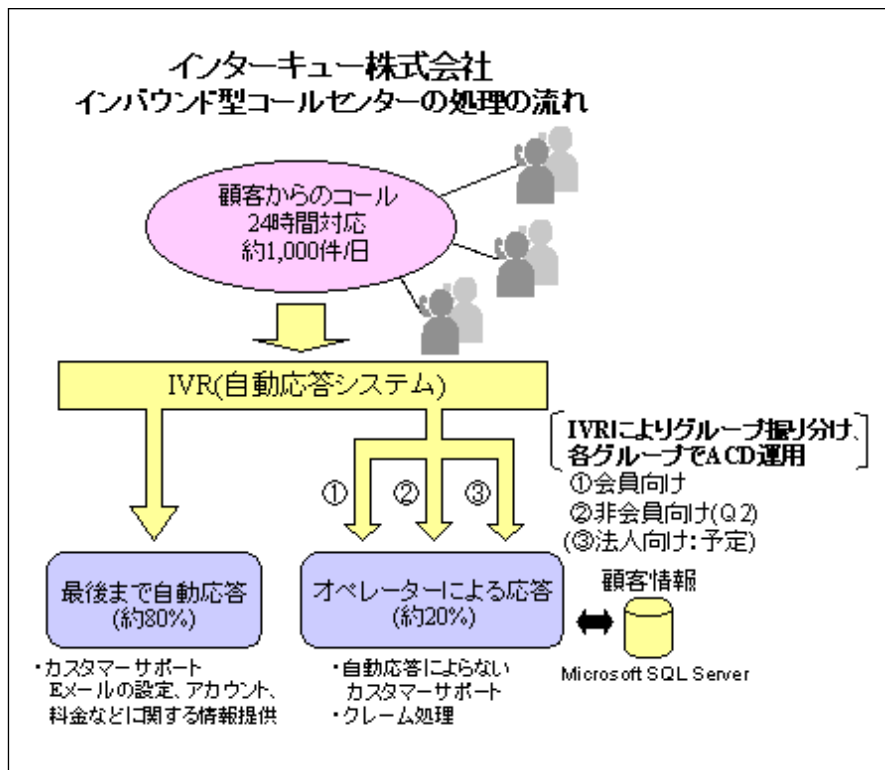 インターキュー株式会社
インバウンド型コールセンターの処理の流れ
顧客からのコール
24時間対応
約1,000件/日
IVR(自動応答システム)
IVRによりグループ振り分け、
各グループでACD運用
①会員向け
②非会員向け(Q2)
(③法人向け:予定)
①
②
③
最後まで自動応答
(約80%)
オペレーターによる応答
(約20%)
顧客情報
Microsoft SQL Server
・カスタマーサポート
Eメールの設定、アカウント、
料金などに関する情報提供
・自動応答によらない
カスタマーサポート
・クレーム処理